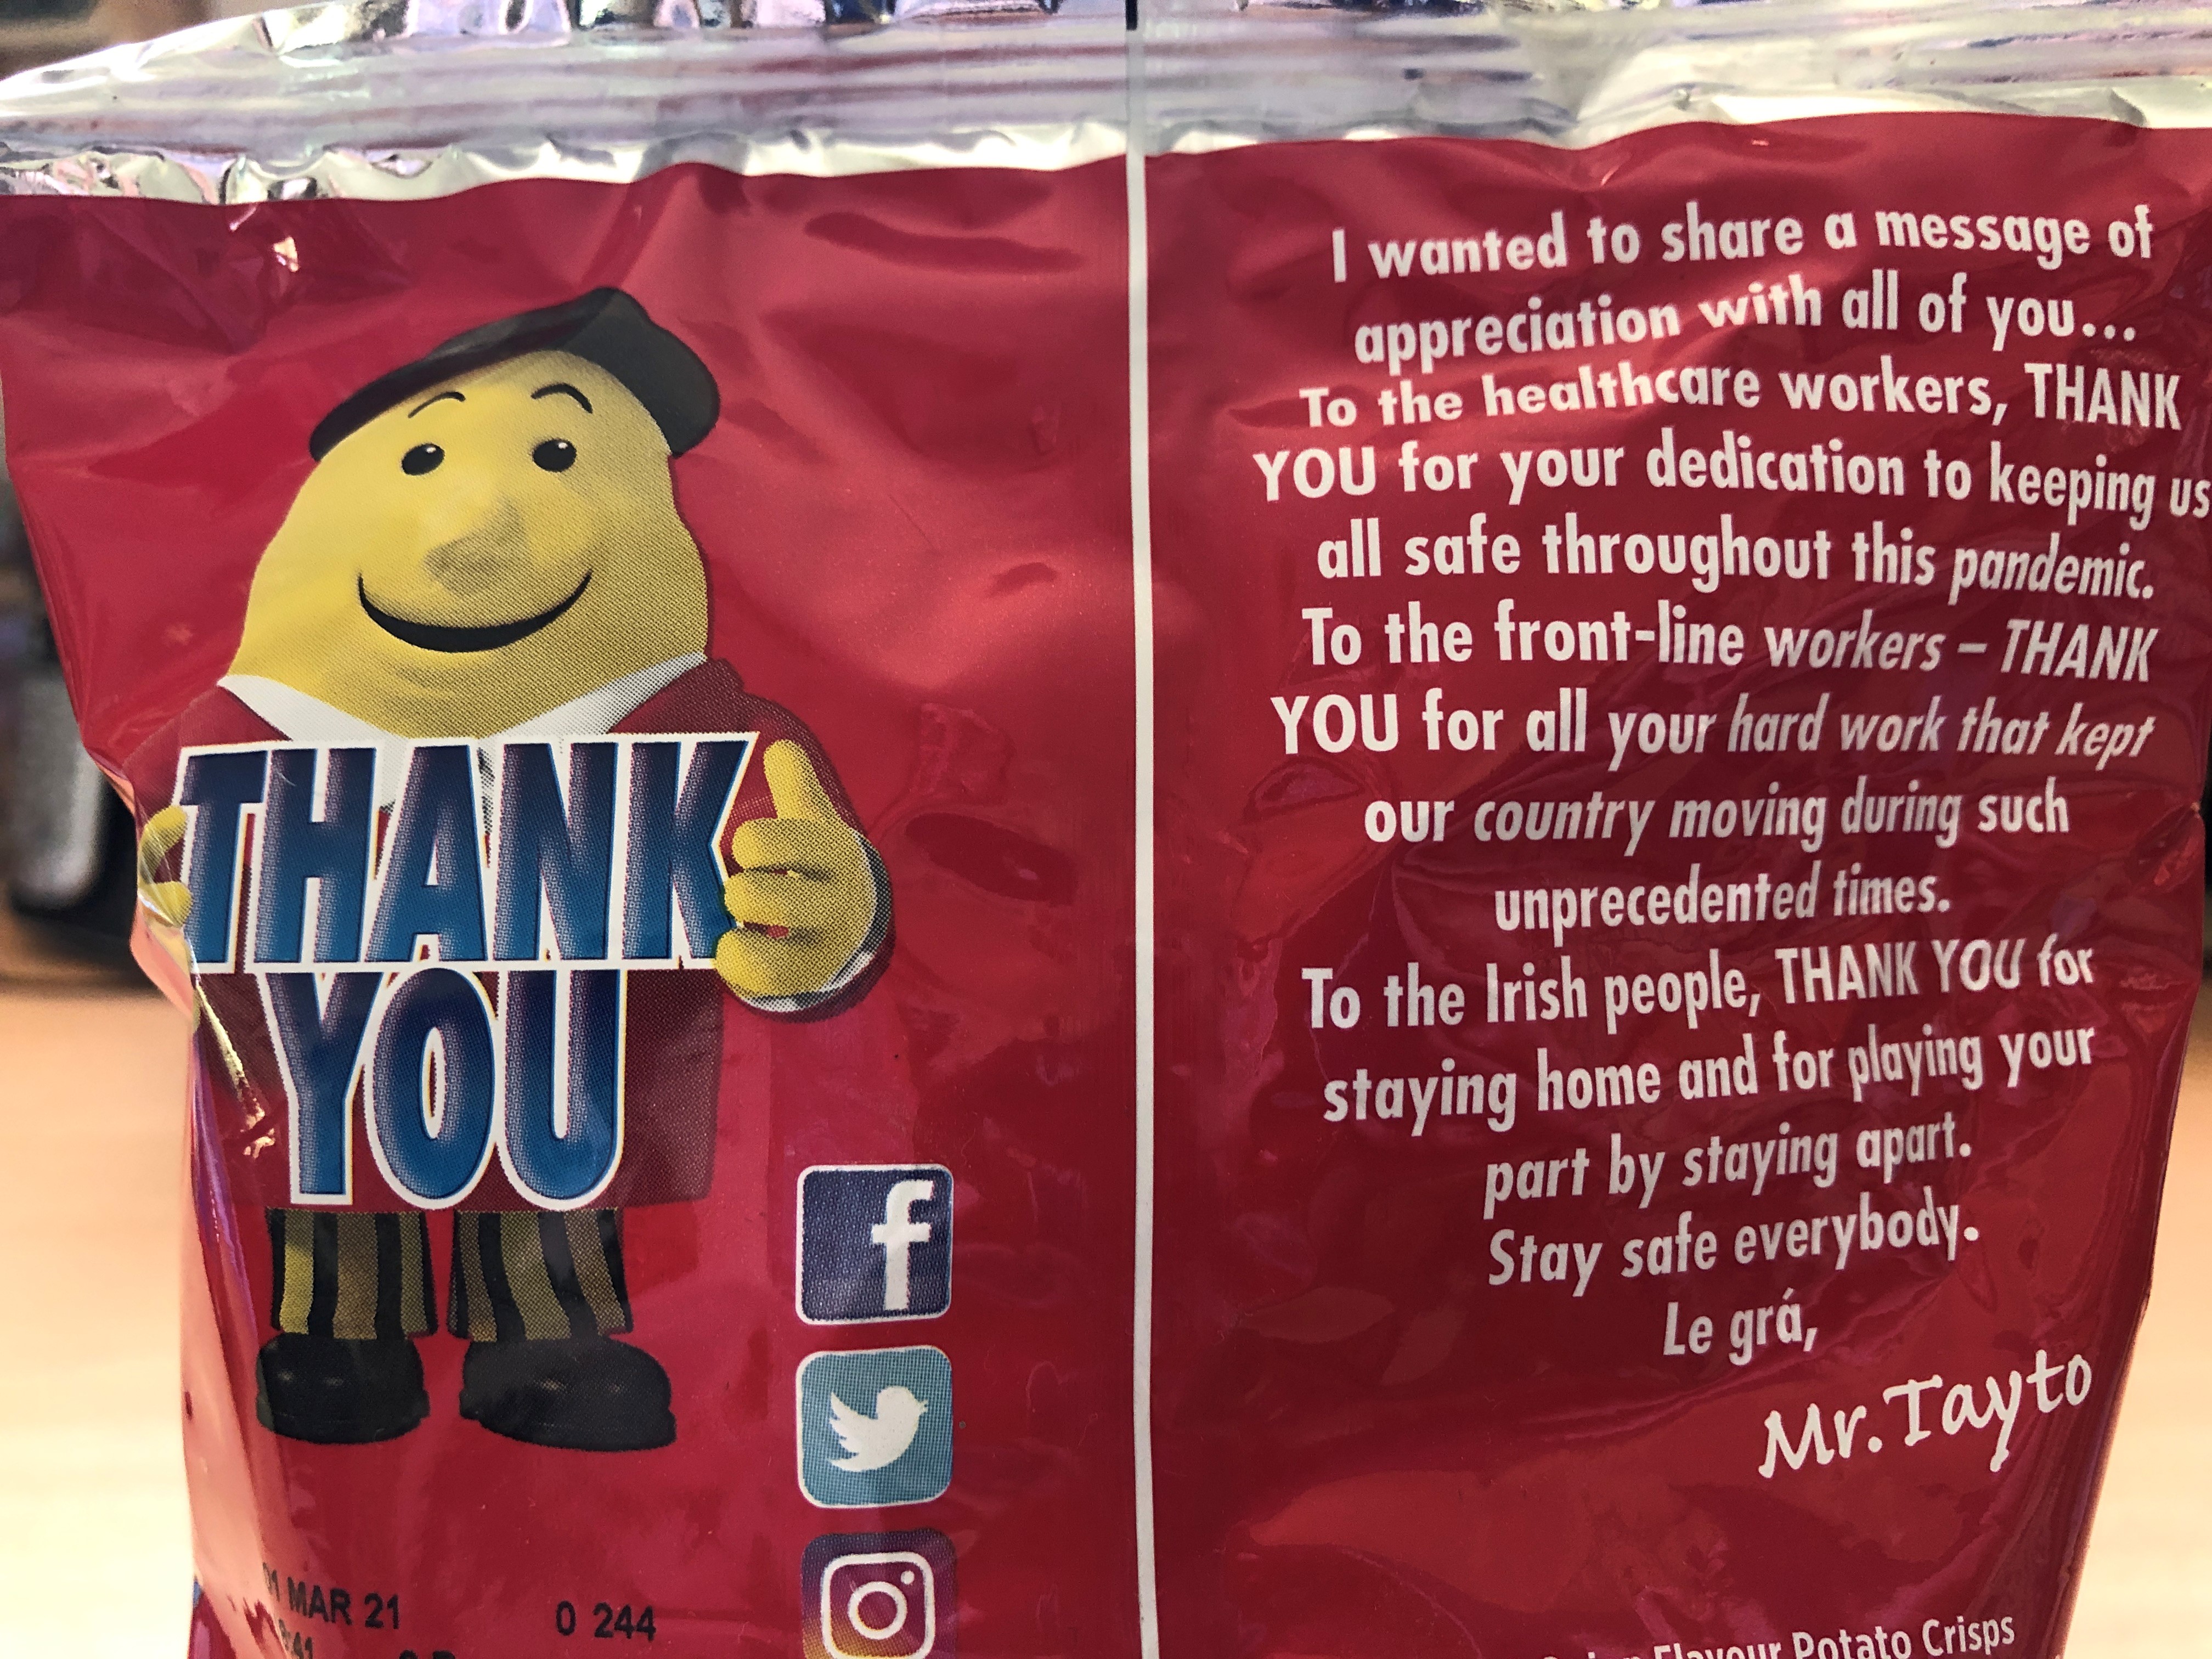 THANK
YOU
f
01 MAR 21
0 244
I wanted to share a message of
appreciation with all of you...
To the healthcare workers, THANK
YOU for your dedication to keeping us
all safe throughout this pandemic.
To the front-line workers – THANK
YOU for all your hard work that kept
our country moving during such
unprecedented times.
To the Irish people, THANK YOU for
staying home and for playing your
part by staying apart.
Stay safe everybody.
Le grá,
Mr. Tayto
Flavour Potato Crisps